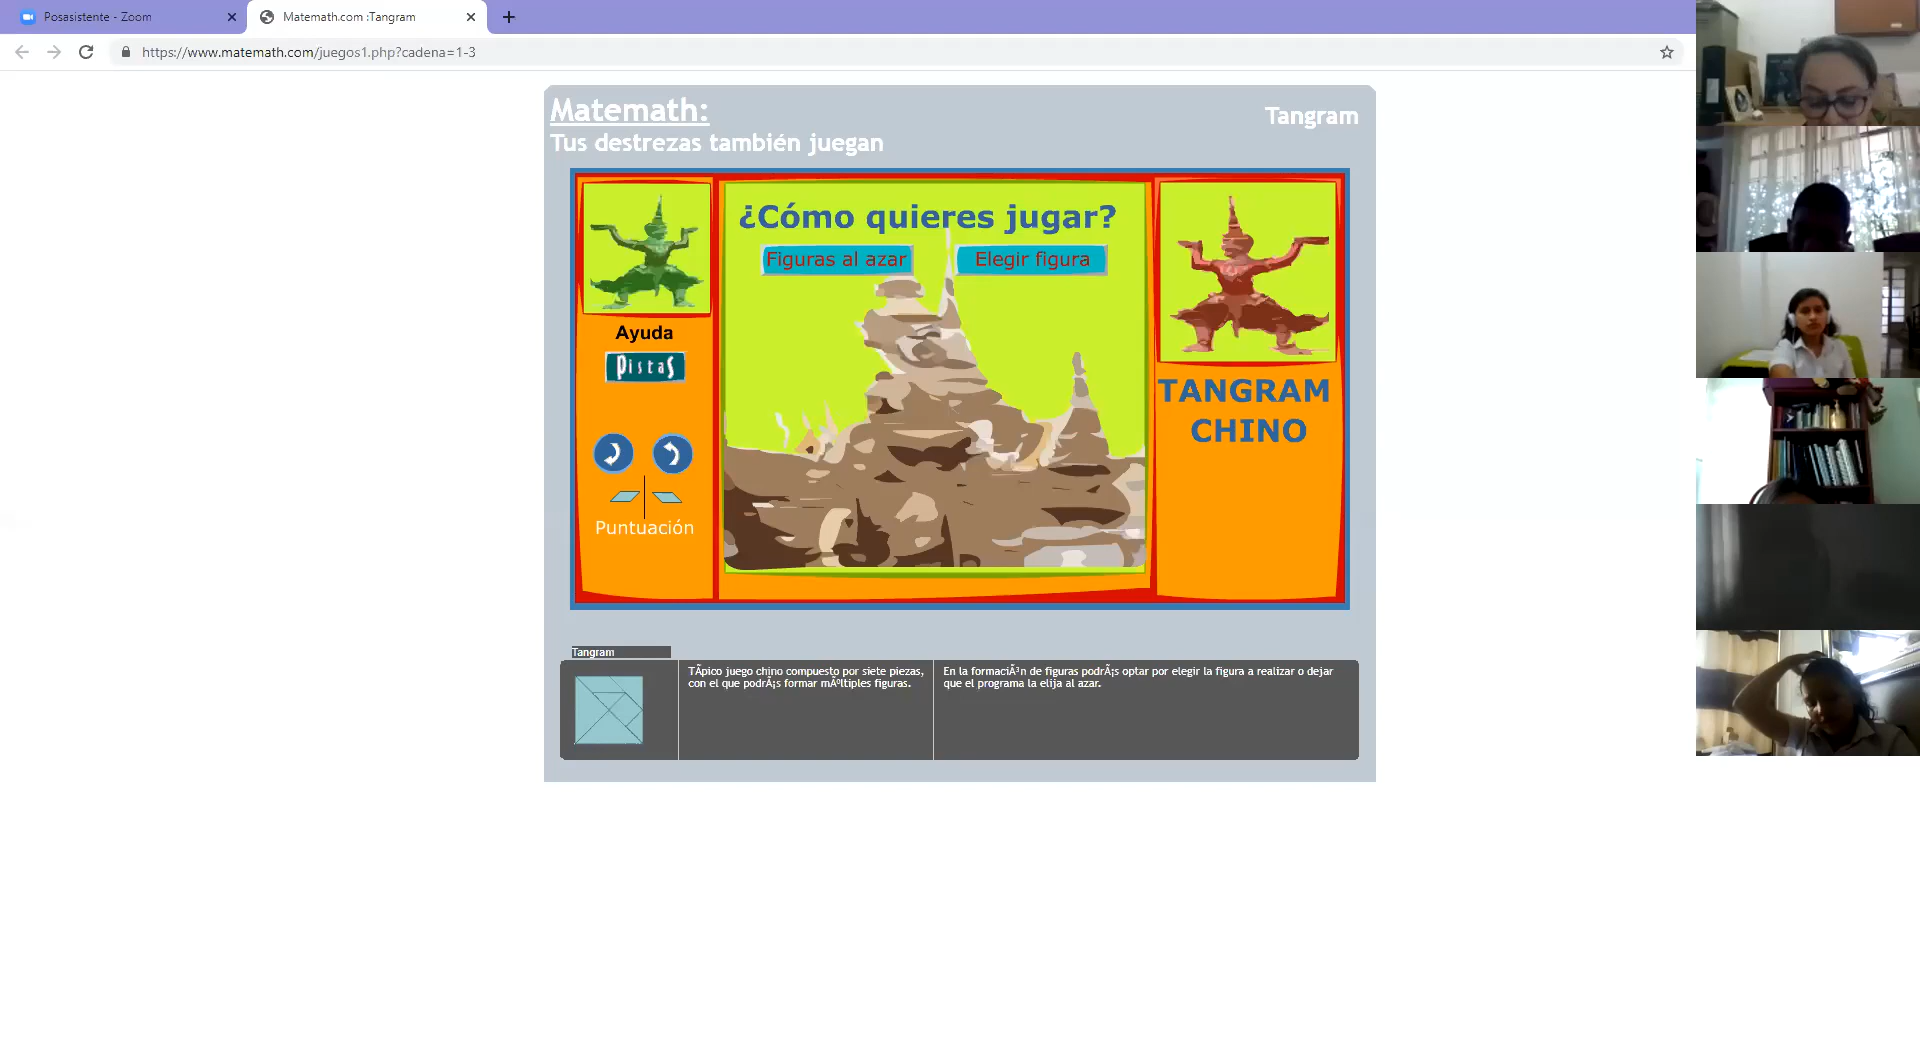 Posasistente - Zoom
Matemath.com :Tangram
https://www.matemath.com/juegos1.php?cadena=1-3
Matemath:
Tangram
Tus destrezas también juegan
¿Cómo quieres jugar?
Figuras al azar
Elegir figura
Ayuda
Pistas
Puntuación
TANGRAM
CHINO
Tangram
TÃ­pico juego chino compuesto por siete piezas,
con el que podrÃ¡s formar mÃºltiples figuras.
En la formaciÃ³n de figuras podrÃ¡s optar por elegir la figura a realizar o dejar
que el programa la elija al azar.